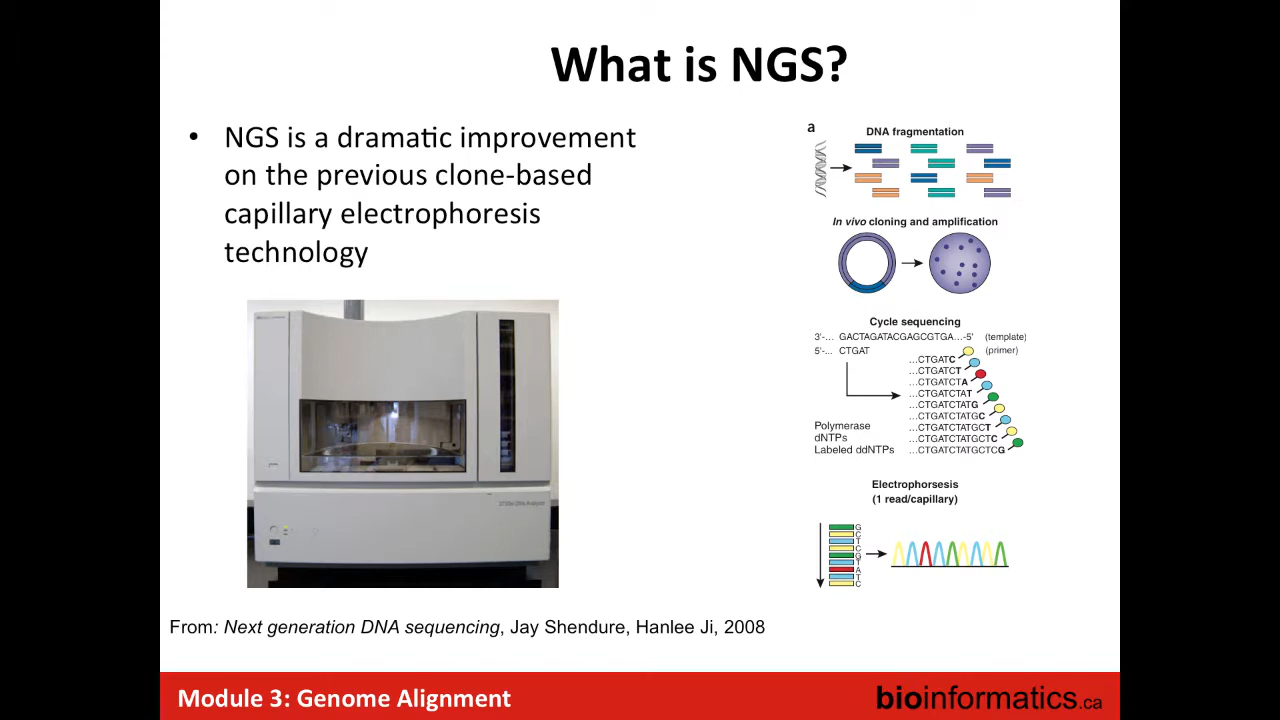 What is NGS?
• NGS is a dramatic improvement
on the previous clone-based
capillary electrophoresis
technology
a
DNA fragmentation
In vivo cloning and amplification
Cycle sequencing
3'-... GACTAGATACGAGCGTGA...-5' (template)
5'-... CTGAT (primer)
...CTGATC
...CTGATCT
...CTGATCTA
...CTGATCTAT
...CTGATCTATG
...CTGATCTATGC
...CTGATCTATGCT
...CTGATCTATGCTC
...CTGATCTATGCTCG
Polymerase
dNTPs
Labeled ddNTPs
Electrophorsesis
(1 read/capillary)
G
C
T
C
G
T
A
T
C
From: Next generation DNA sequencing, Jay Shendure, Hanlee Ji, 2008
Module 3: Genome Alignment
bioinformatics.ca